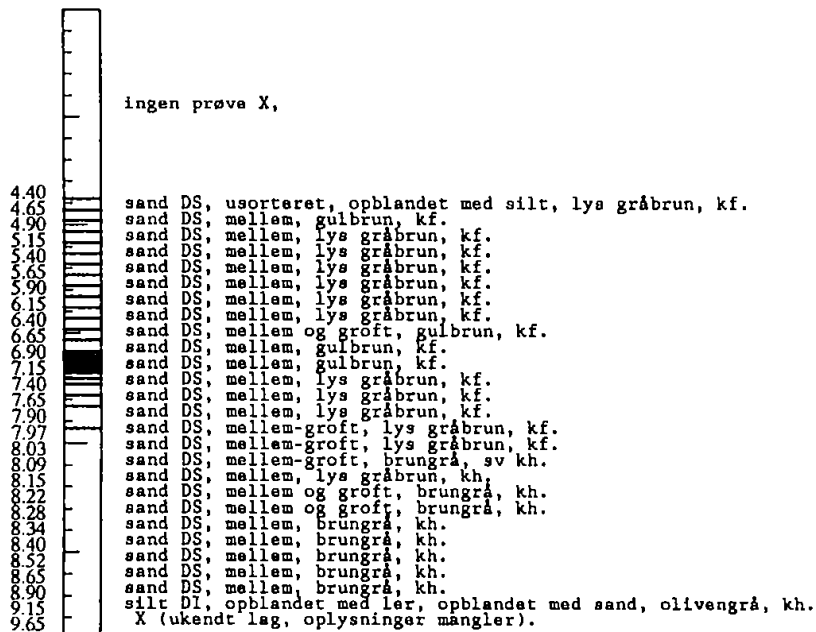 ingen prøve X,
4.40
sand DS, usorteret, opblandet med silt, lys gråbrun, kf.
4.65
sand DS, mellem, gulbrun, kf.
4.90
sand DS, mellem, lys gråbrun, kf.
5.15
sand DS, mellem, lys gråbrun, kf.
5.40
sand DS, mellem, lys gråbrun, kf.
5.65
sand DS, mellem, lys gråbrun, kf.
5.90
sand DS, mellem, lys gråbrun, kf.
6.15
sand DS, mellem, lys gråbrun, kf.
6.40
sand DS, mellem og groft, gulbrun, kf.
6.65
sand DS, mellem, gulbrun, kf.
6.90
sand DS, mellem, gulbrun, kf.
7.15
sand DS, mellem, lys gråbrun, kf.
7.40
sand DS, mellem, lys gråbrun, kf.
7.65
sand DS, mellem, lys gråbrun, kf.
7.90
sand DS, mellem-groft, lys gråbrun, kf.
7.97
sand DS, mellem-groft, lys gråbrun, kf.
8.03
sand DS, mellem-groft, brungrå, sv kh.
8.09
sand DS, mellem, lys gråbrun, kh.
8.15
sand DS, mellem og groft, brungrå, kh.
8.22
sand DS, mellem og groft, brungrå, kh.
8.28
sand DS, mellem, brungrå, kh.
8.34
sand DS, mellem, brungrå, kh.
8.40
sand DS, mellem, brungrå, kh.
8.52
sand DS, mellem, brungrå, kh.
8.65
sand DS, mellem, brungrå, kh.
8.90
silt DI, opblandet med ler, opblandet med sand, olivengrå, kh.
9.15
X (ukendt lag, oplysninger mangler).
9.65